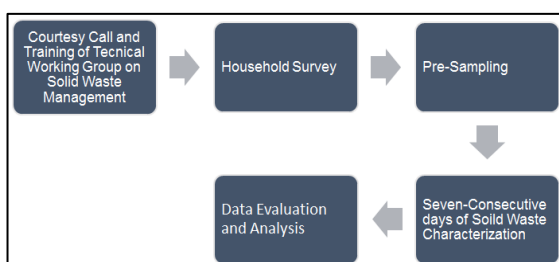 Courtesy Call and
Training of Tecnical
Working Group on
Solid Waste
Management
Household Survey
Pre-Sampling
Seven-Consecutive
days of Soild Waste
Characterization
Data Evaluation
and Analysis